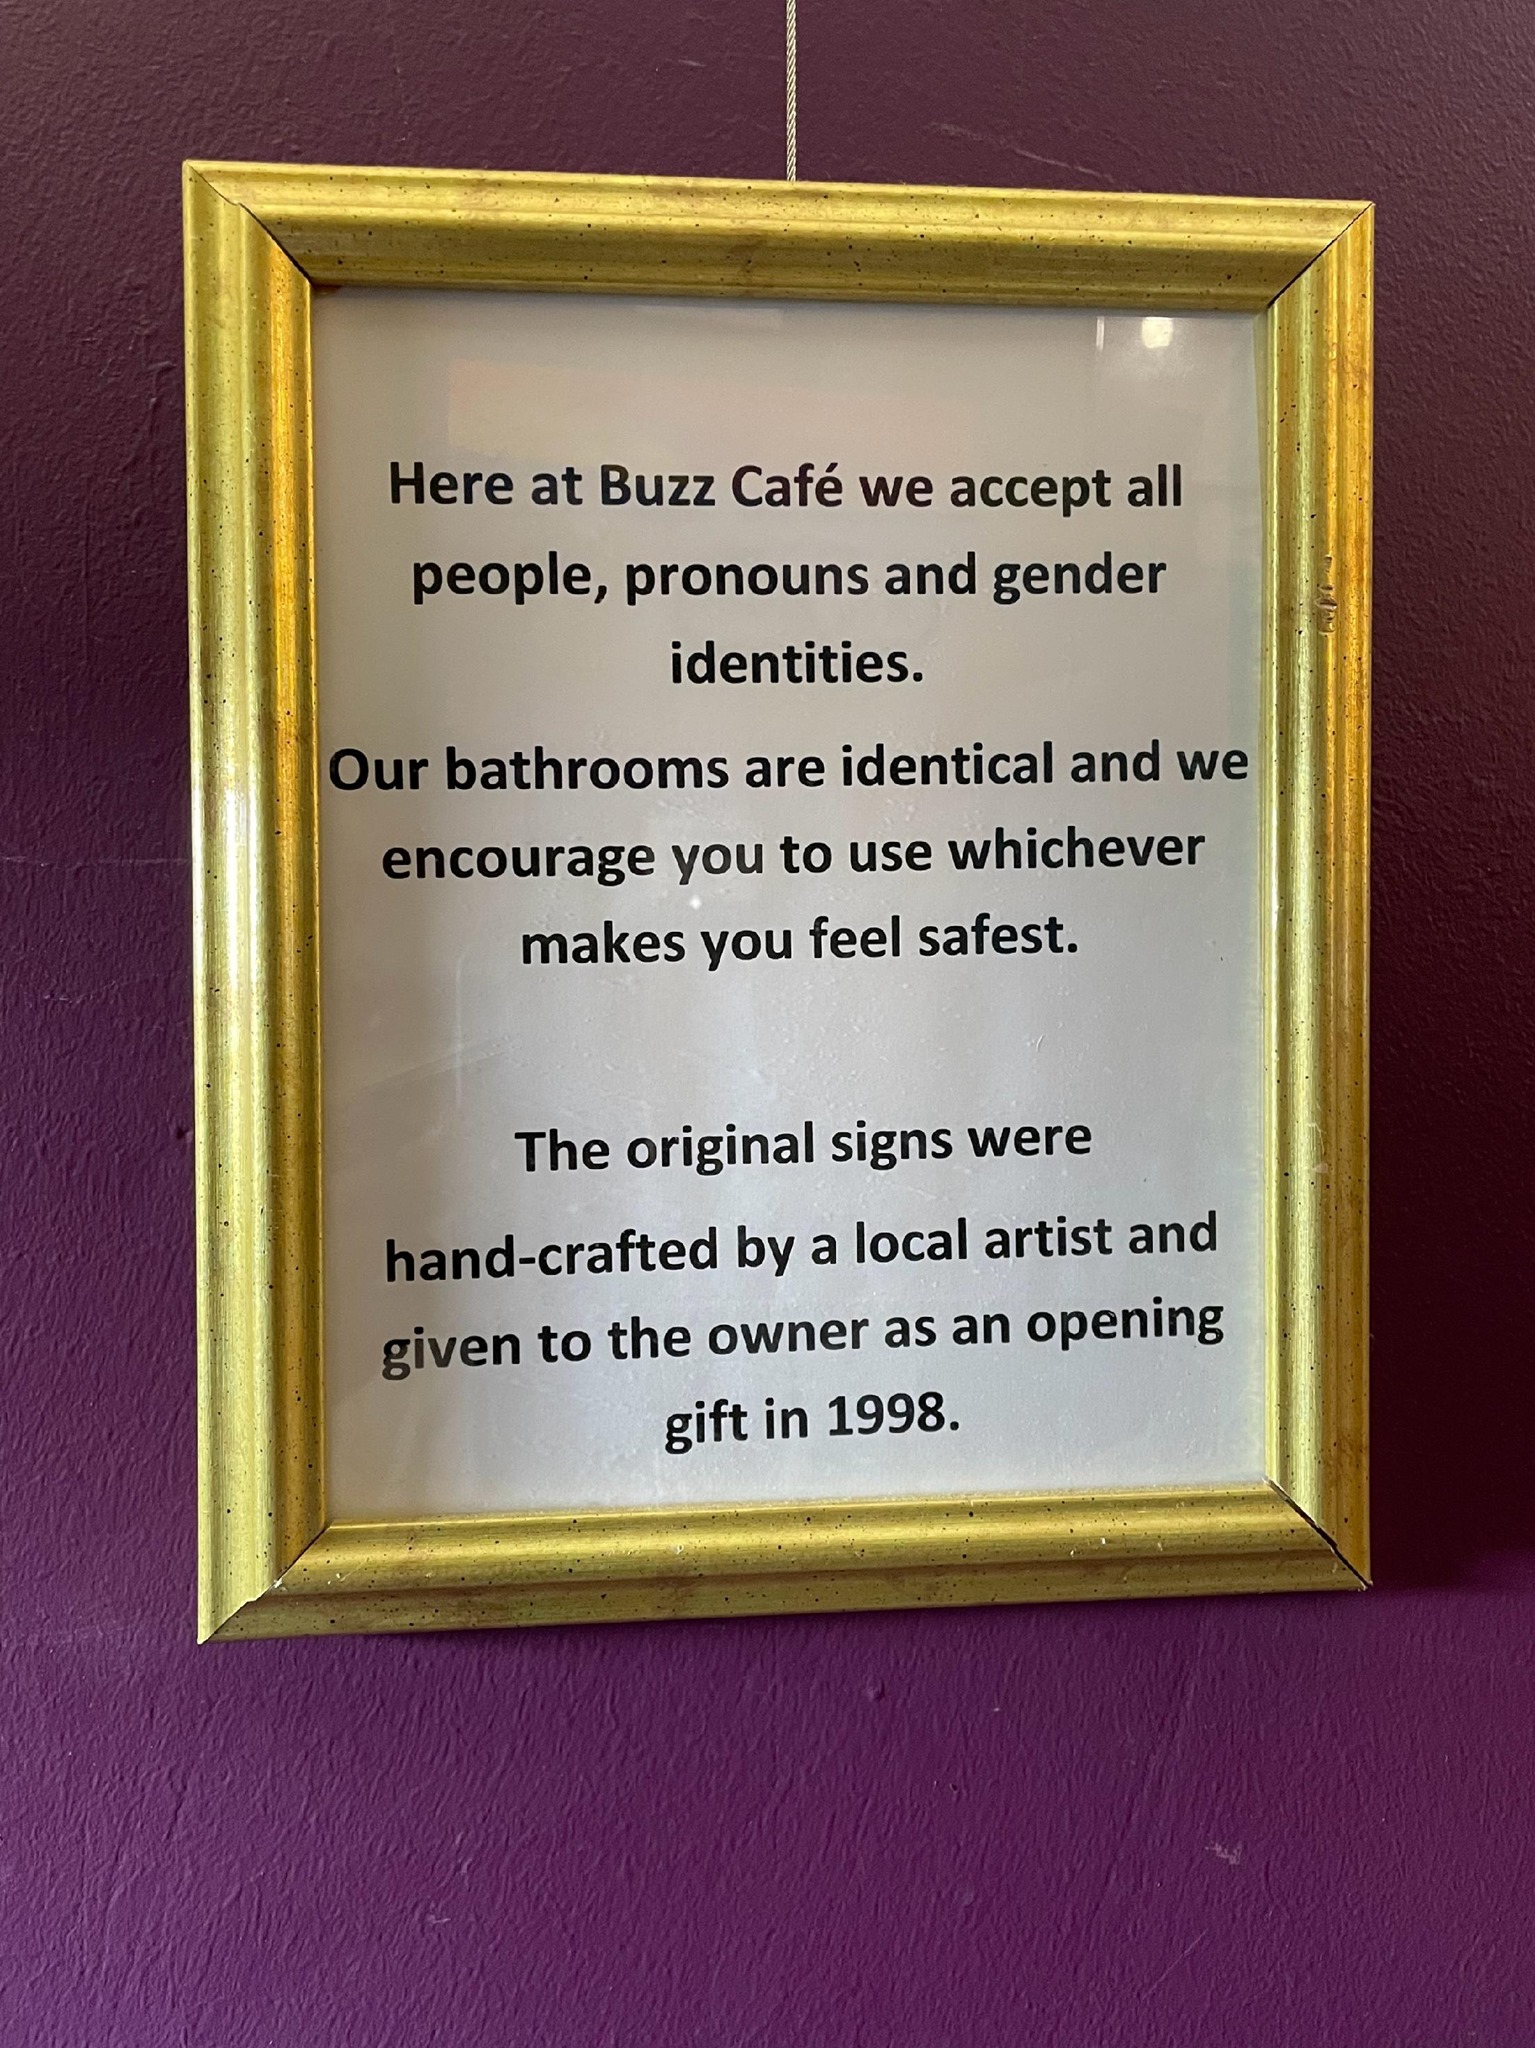 Here at Buzz Café we accept all
people, pronouns and gender
identities.
Our bathrooms are identical and we
encourage you to use whichever
makes you feel safest.
The original signs were
hand-crafted by a local artist and
given to the owner as an opening
gift in 1998.